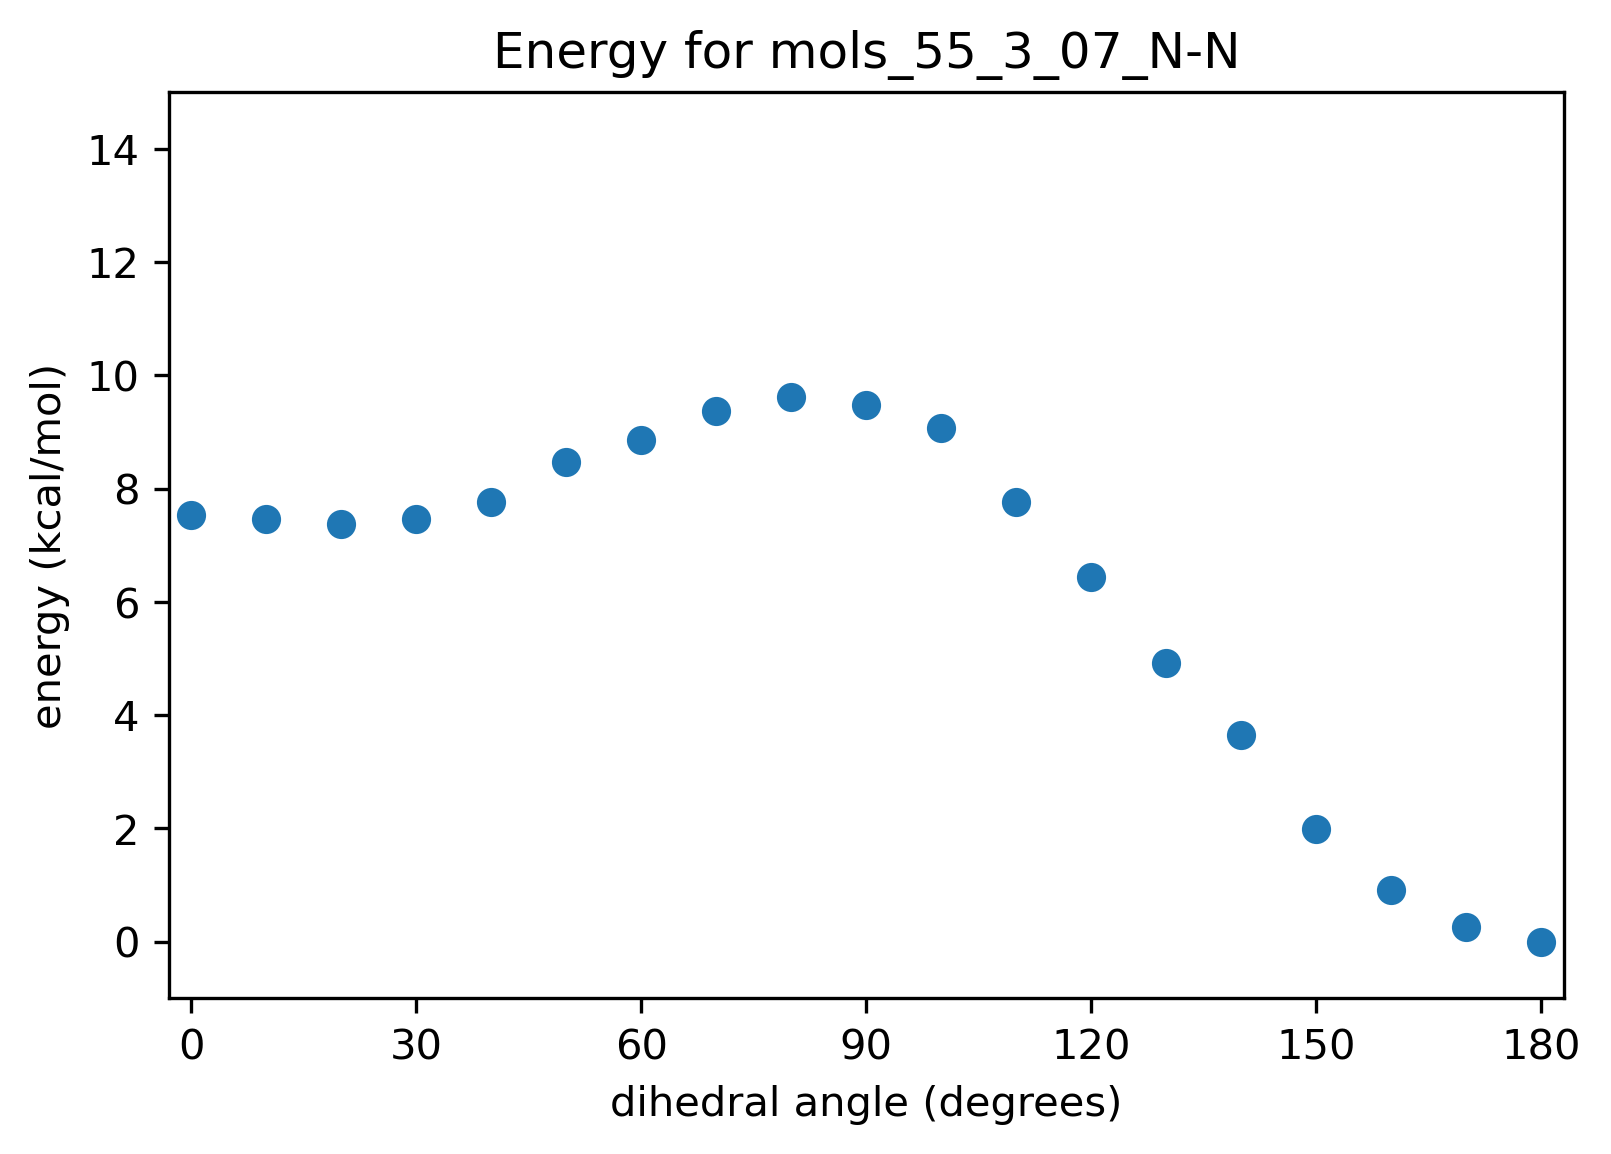 Energy for mols_55_3_07_N-N
energy (kcal/mol)
14
12
10
8
6
4
2
0
0 30 60 90 120 150 180
dihedral angle (degrees)